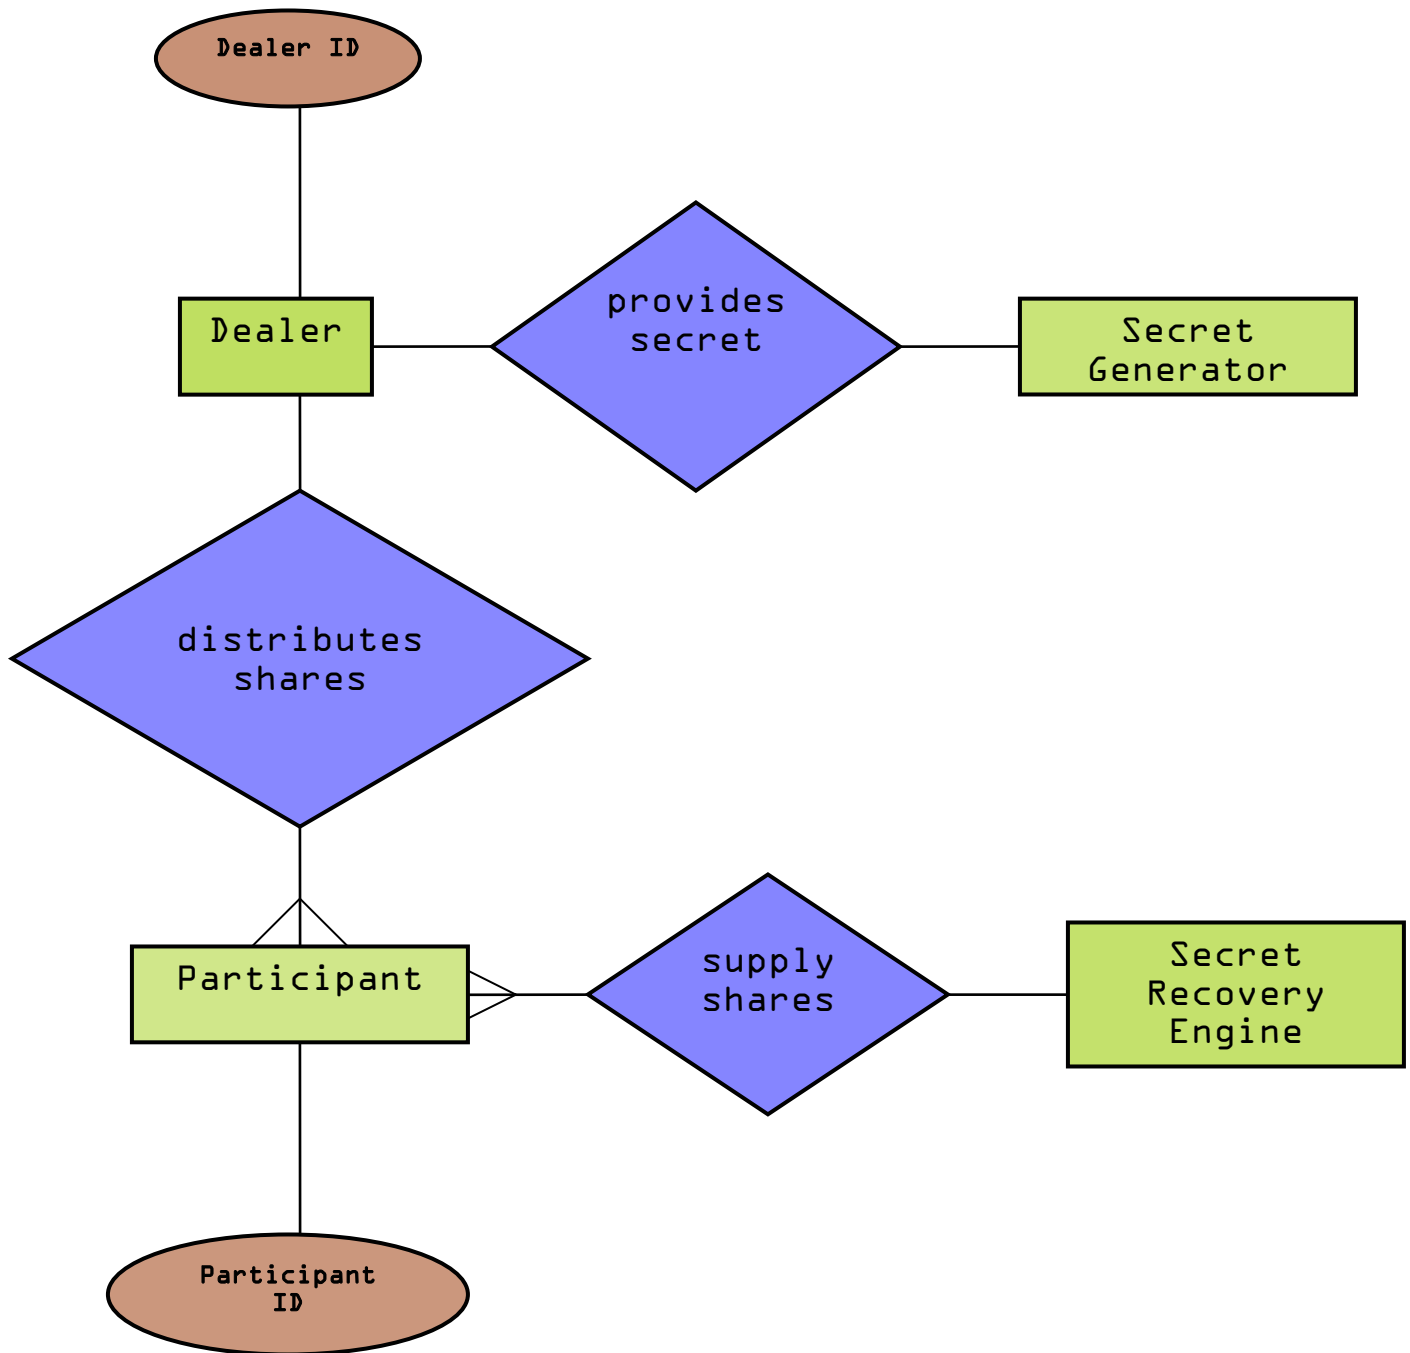 Dealer ID
provides
secret
Dealer
Secret
Generator
distributes
shares
Participant
supply
shares
Secret
Recovery
Engine
Participant
ID